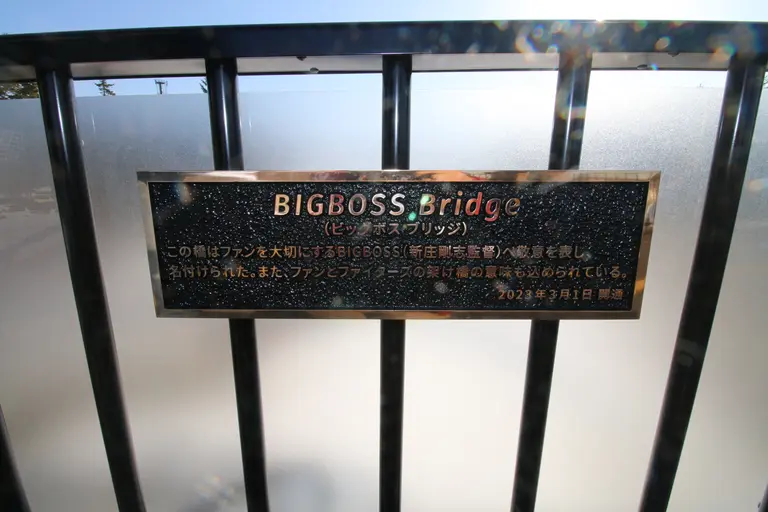 BIGBOSS Bridge
(ビッグボス ブリッジ)
この橋はファンを大切にするBIGBOSS(新庄剛志監督)へ敬意を表し、
名付けられた。また、ファンとファイターズの架け橋の意味も込められている。
2023年3月1日 開通